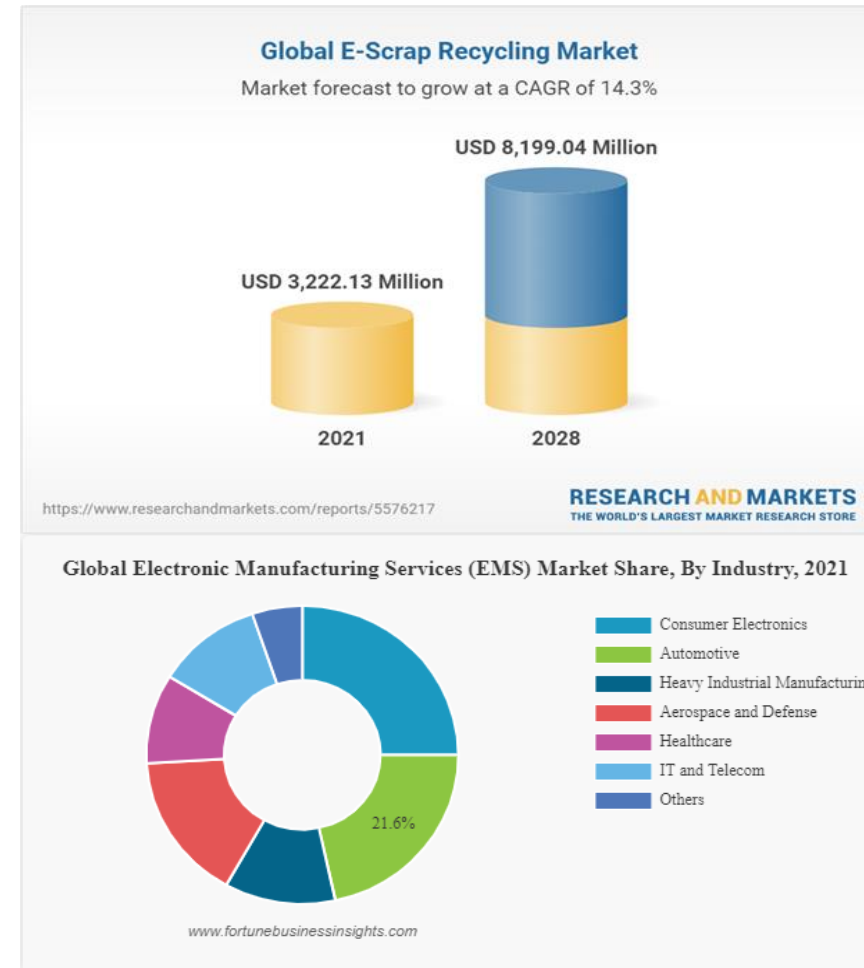 Global E-Scrap Recycling Market
Market forecast to grow at a CAGR of 14.3%
USD 8,199.04 Million
USD 3,222.13 Million
2021
2028
https://www.researchandmarkets.com/reports/5576217
RESEARCH AND MARKETS
THE WORLD'S LARGEST MARKET RESEARCH STORE
Global Electronic Manufacturing Services (EMS) Market Share, By Industry, 2021
Consumer Electronics
Automotive
Heavy Industrial Manufacturin
Aerospace and Defense
Healthcare
IT and Telecom
Others
21.6%
www.fortunebusinessinsights.com